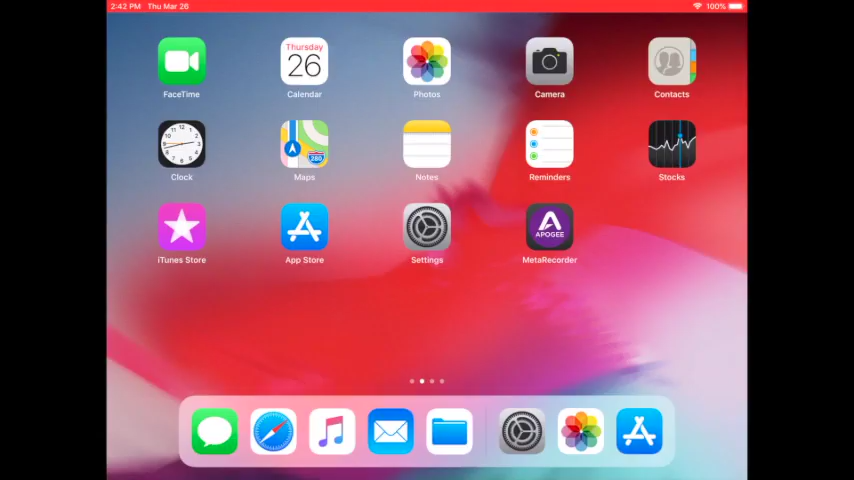 2:42 PM Thu Mar 26 100%
Thursday
26
FaceTime Calendar Photos Camera Contacts
280
Clock Maps Notes Reminders Stocks
APOGEE
iTunes Store App Store Settings MetaRecorder